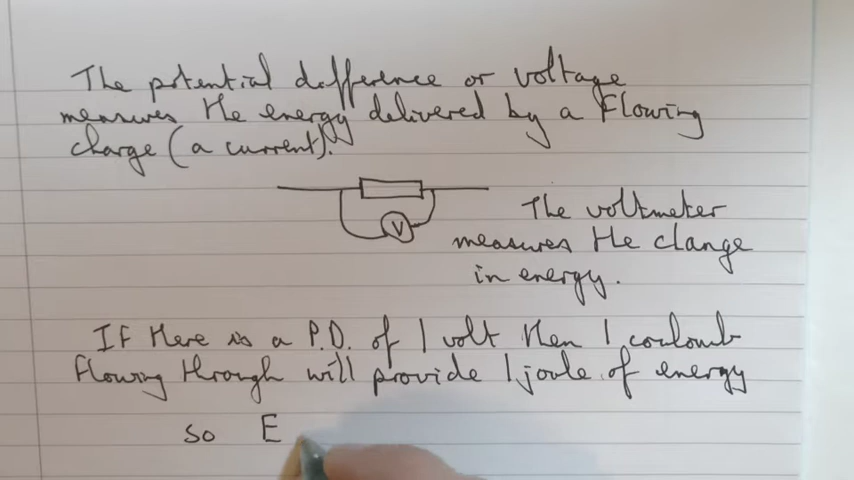 The potential difference or voltage
measures the energy delivered by a flowing
charge (a current).
V
The voltmeter
measures the change
in energy.
If there is a P.D. of 1 volt then 1 coulomb
flowing through will provide 1 joule of energy
so E